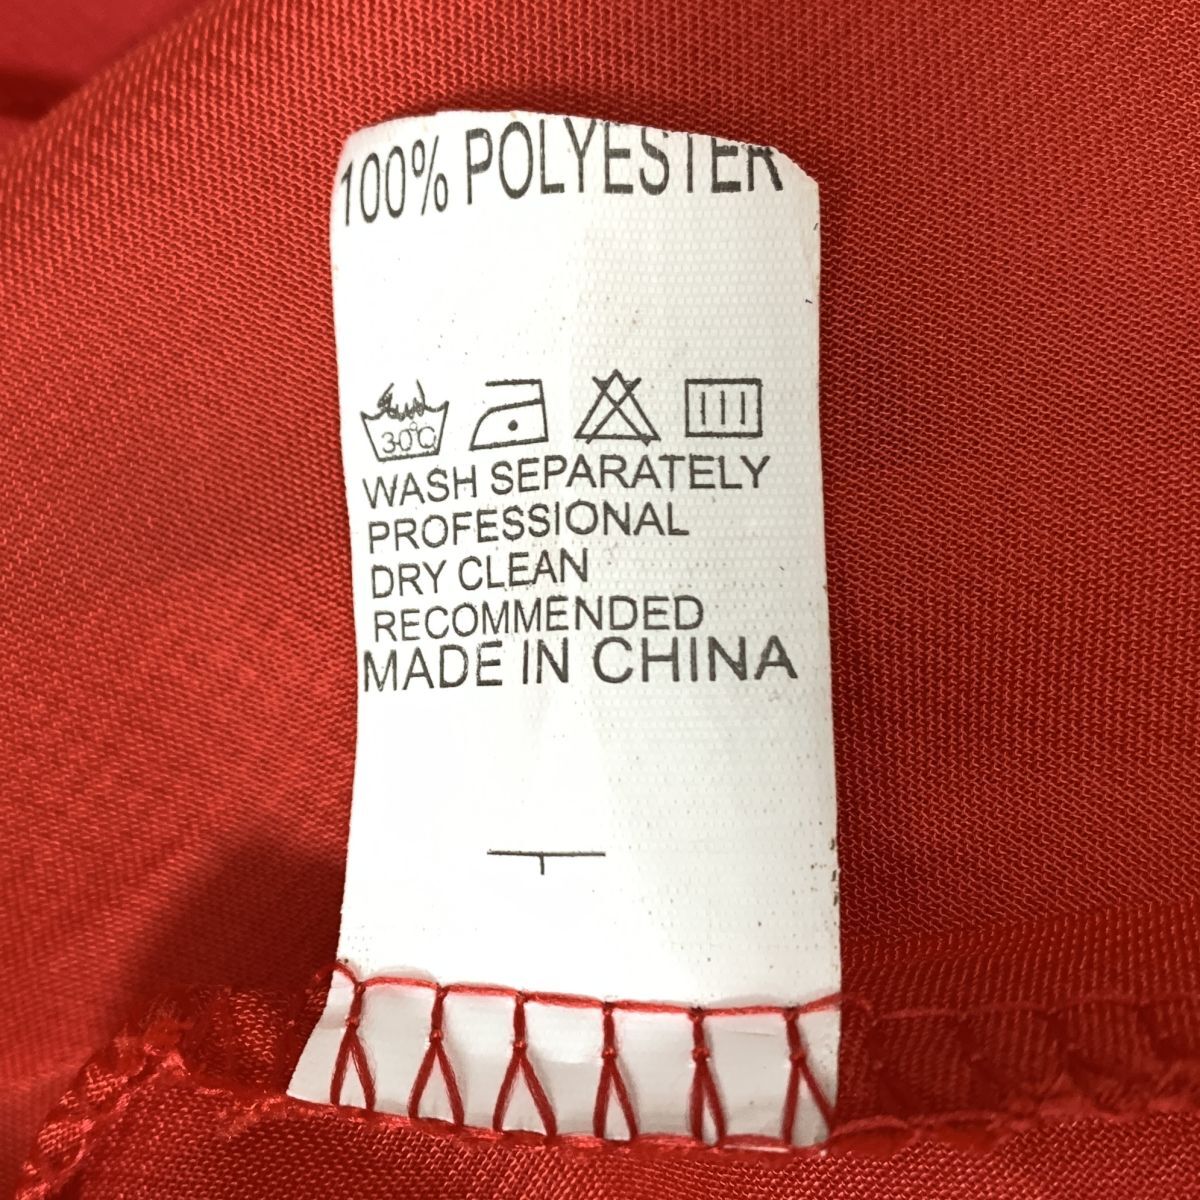 100% POLYESTER
30°C
WASH SEPARATELY
PROFESSIONAL
DRY CLEAN
RECOMMENDED
MADE IN CHINA